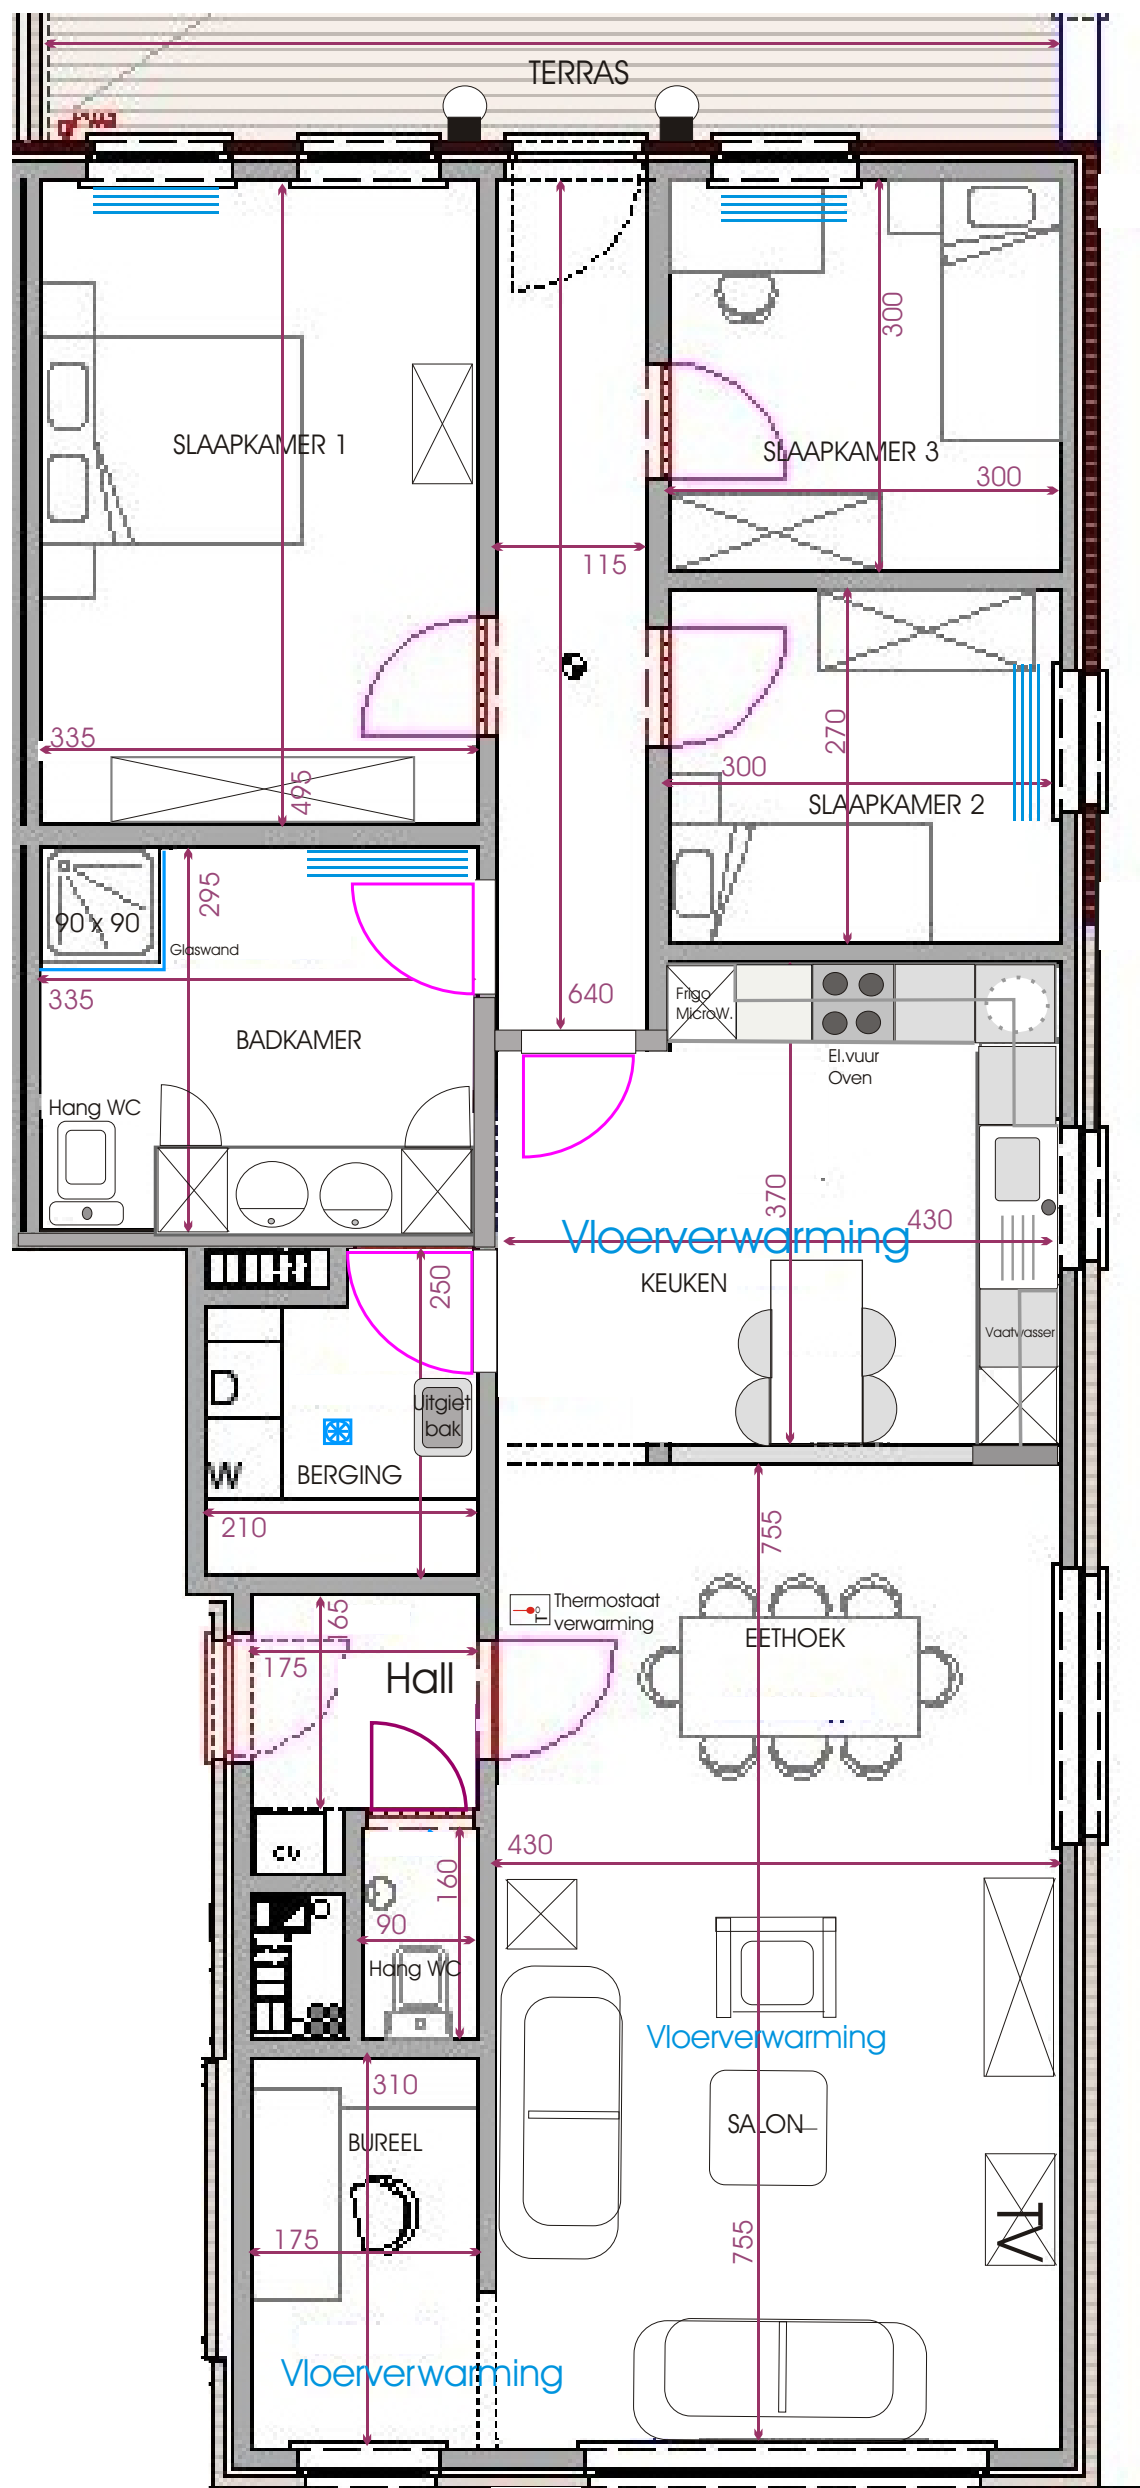 TERRAS
300
SLAAPKAMER 1
SLAAPKAMER 3
300
115
335
495
270
300
SLAAPKAMER 2
295
90 x 90
Glaswand
335
640
Frigo
MicroW.
BADKAMER
El.vuur
Oven
Hang WC
370
430
Vloerverwarming
KEUKEN
250
Vaatwasser
D
Uitgiet
bak
W
BERGING
210
755
Thermostaat
verwarming
T°
165
EETHOEK
175
Hall
430
CV
160
90
Hang WC
Vloerverwarming
310
SALON
BUREEL
TV
175
755
Vloerverwarming